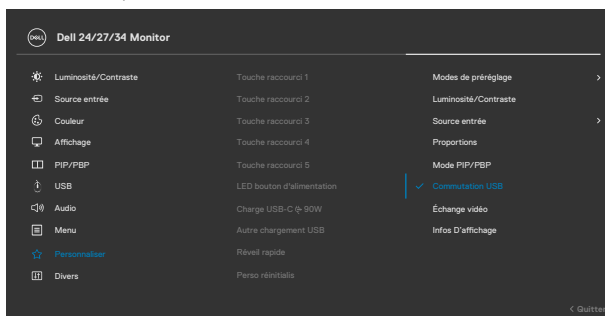 DELL
Dell 24/27/34 Monitor
Luminosité/Contraste
Source entrée
Couleur
Affichage
PIP/PBP
USB
Audio
Menu
Personnaliser
Divers
Touche raccourci 1
Touche raccourci 2
Touche raccourci 3
Touche raccourci 4
Touche raccourci 5
LED bouton d'alimentation
Charge USB-C 90W
Autre chargement USB
Réveil rapide
Perso réinitialis
Modes de préréglage
Luminosité/Contraste
Source entrée
Proportions
Mode PIP/PBP
Commutation USB
Échange vidéo
Infos D'affichage
Quitter